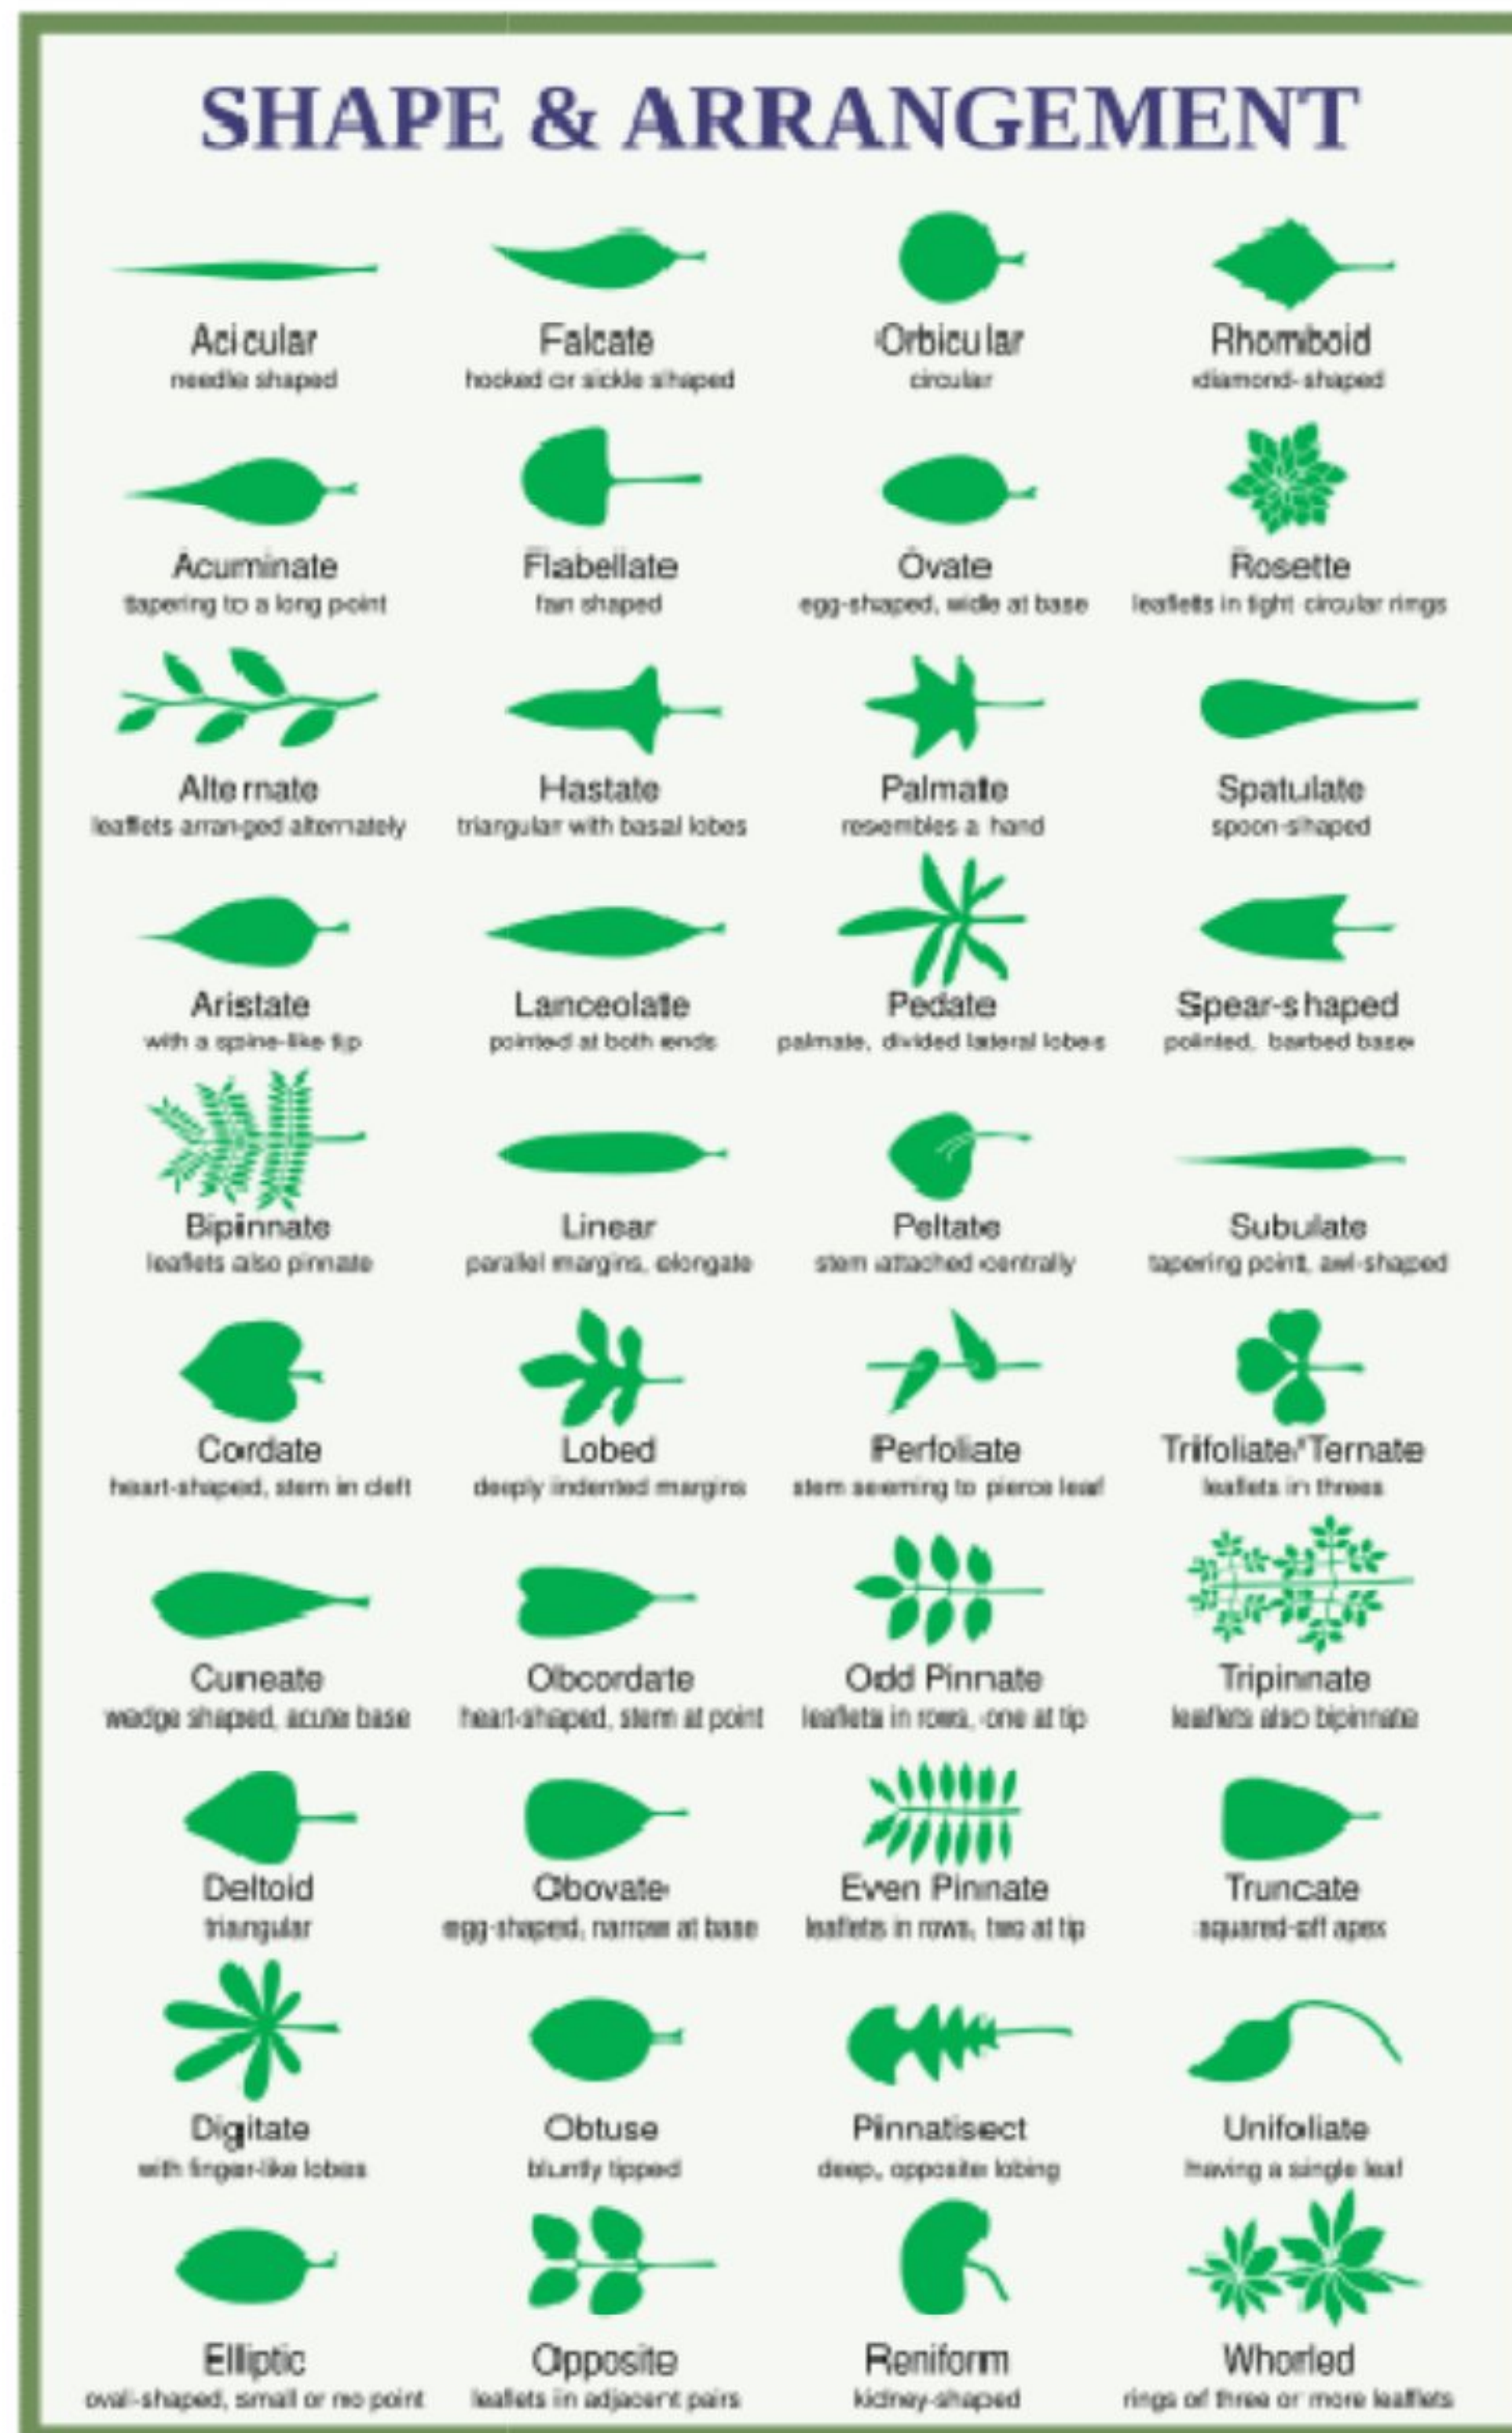 SHAPE & ARRANGEMENT
Acicular Falcate Orbicular Rhomboid
needle shaped hooked or sickle shaped circular diamond-shaped
Acuminate Flabellate Ovate Rosette
tapering to a long point fan shaped egg-shaped, wide at base leaflets in tight circular rings
Alternate Hastate Palmate Spatulate
leaflets arranged alternately triangular with basal lobes resembles a hand spoon-shaped
Aristate Lanceolate Pedate Spear-shaped
with a spine-like tip pointed at both ends palmate, divided lateral lobes pointed, barbed base
Bipinnate Linear Peltate Subulate
leaflets also pinnate parallel margins, elongate stem attached centrally tapering point, awl-shaped
Cordate Lobed Perfoliate Trifoliate/Ternate
heart-shaped, stem in cleft deeply indented margins stem seeming to pierce leaf leaflets in threes
Cuneate Obcordate Odd Pinnate Tripinnate
wedge shaped, acute base heart-shaped, stem at point leaflets in rows, one at tip leaflets also bipinnate
Deltoid Obovate Even Pinnate Truncate
triangular egg-shaped, narrow at base leaflets in rows, two at tip squared-off apex
Digitate Obtuse Pinnatisect Unifoliate
with finger-like lobes bluntly tipped deep, opposite lobing having a single leaf
Elliptic Opposite Reniform Whorled
oval-shaped, small or no point leaflets in adjacent pairs kidney-shaped rings of three or more leaflets